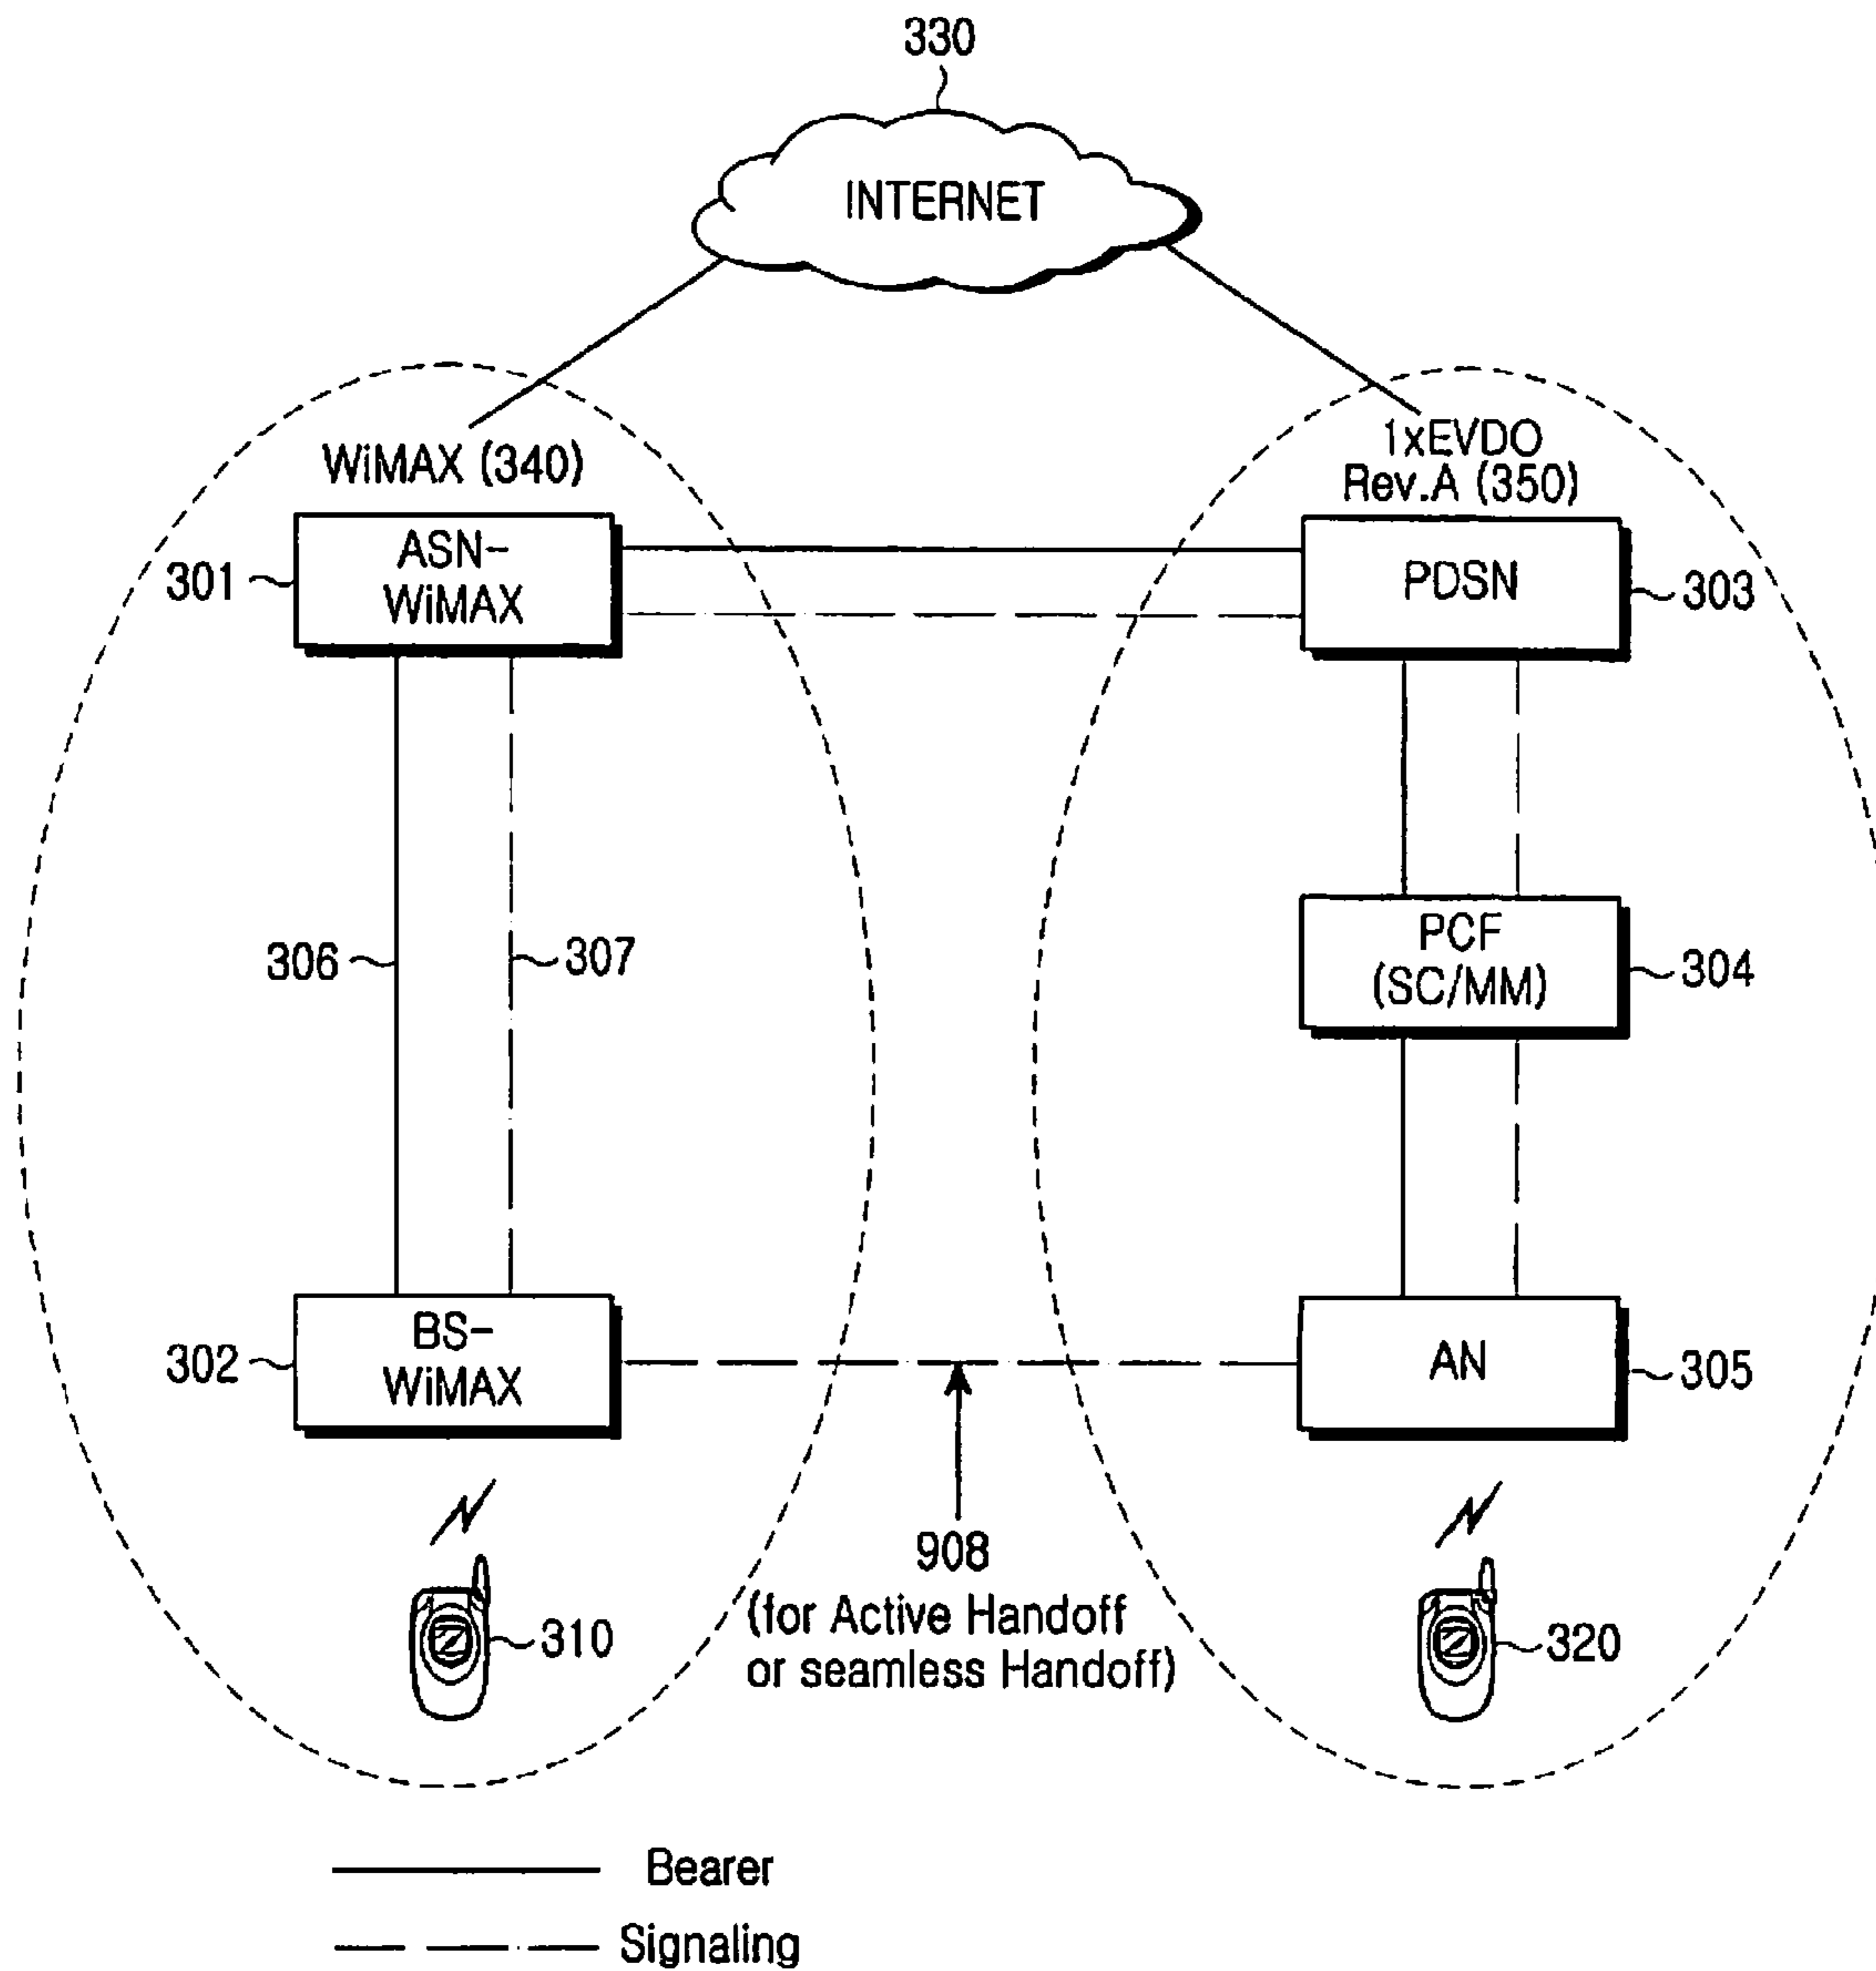 330
INTERNET
WiMAX (340)
1xEVDO
Rev.A (350)
301
ASN-
WiMAX
PDSN
303
306
307
PCF
(SC/MM)
304
302
BS-
WiMAX
AN
305
908
(for Active Handoff
or seamless Handoff)
310
320
Bearer
Signaling